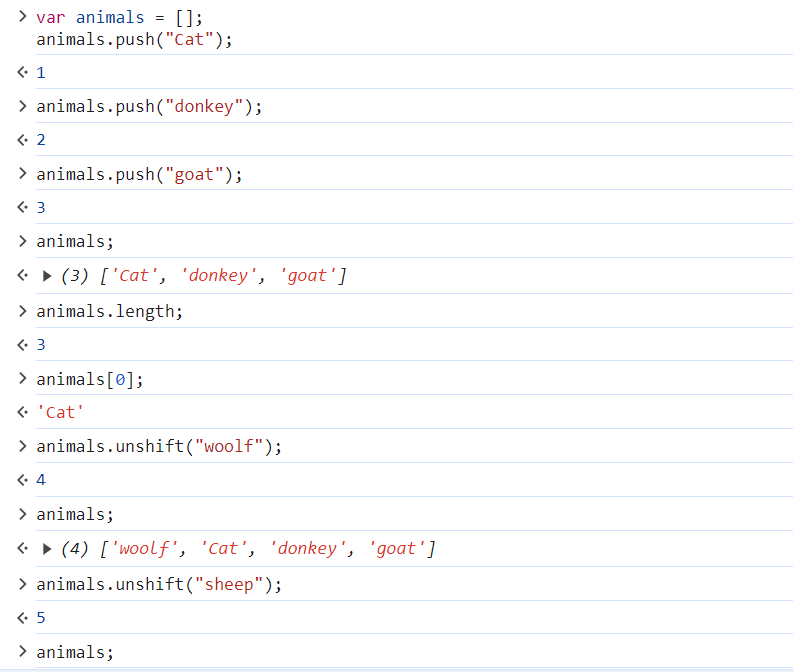 > var animals = [];
animals.push("Cat");
1
> animals.push("donkey");
2
> animals.push("goat");
3
> animals;
(3) ['Cat', 'donkey', 'goat']
> animals.length;
3
> animals[0];
'Cat'
> animals.unshift("woolf");
4
> animals;
(4) ['woolf', 'Cat', 'donkey', 'goat']
> animals.unshift("sheep");
5
> animals;